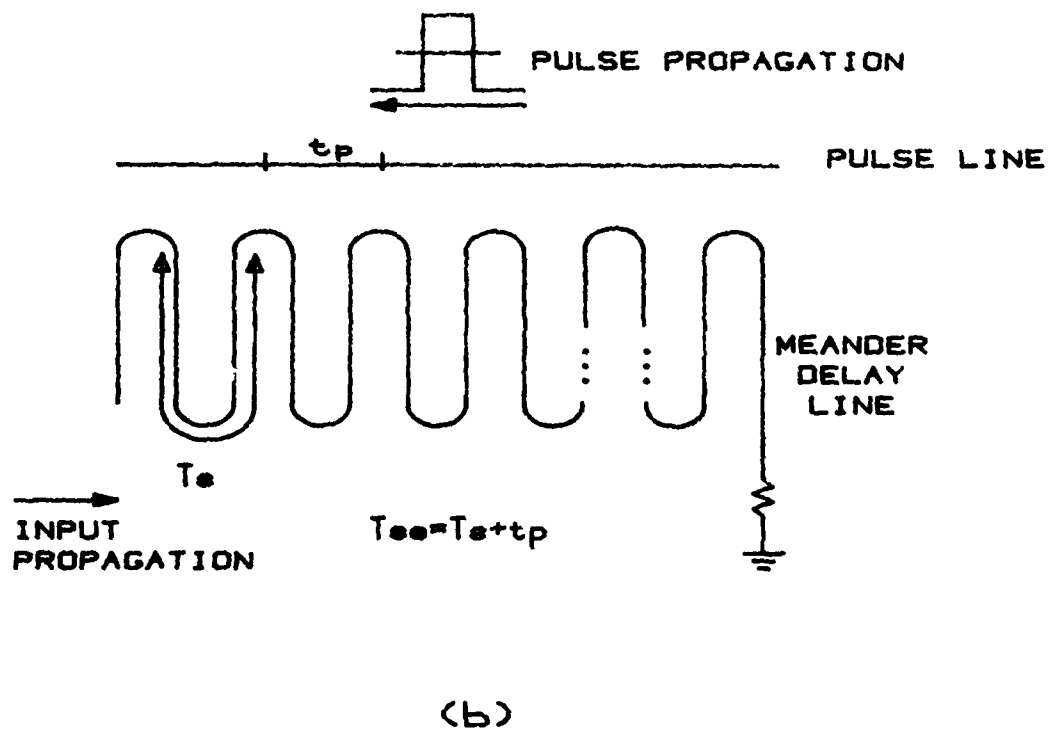 PULSE PROPAGATION
tp
PULSE LINE
MEANDER
DELAY
LINE
Ts
INPUT
PROPAGATION
Tss=Ts+tp
(b)